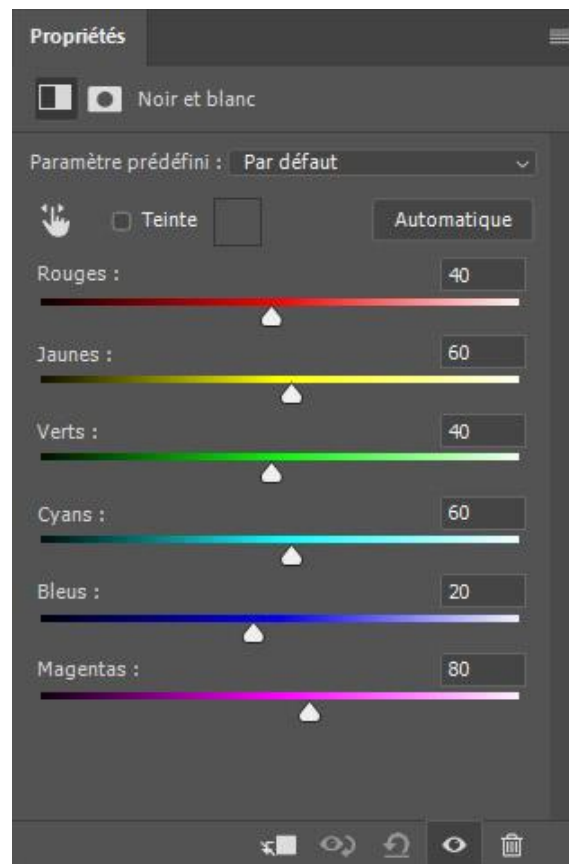 Propriétés
Noir et blanc
Paramètre prédéfini : Par défaut
Teinte Automatique
Rouges : 40
Jaunes : 60
Verts : 40
Cyans : 60
Bleus : 20
Magentas : 80